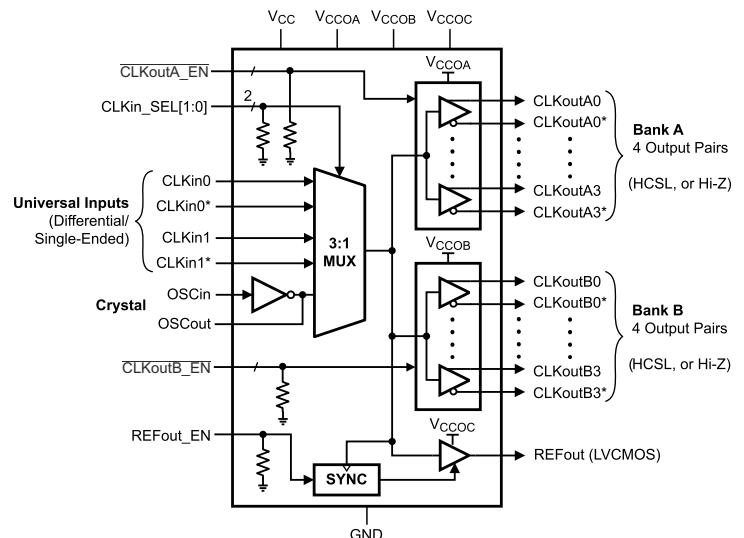 VCC VCCOA VCCOB VCCOC
CLKoutA_EN
CLKin_SEL[1:0]
2
VCCOA
CLKoutA0
CLKoutA0*
CLKoutA3
CLKoutA3*
Bank A
4 Output Pairs
(HCSL, or Hi-Z)
Universal Inputs
(Differential/
Single-Ended)
CLKin0
CLKin0*
CLKin1
CLKin1*
3:1
MUX
Crystal
OSCin
OSCout
VCCOB
CLKoutB0
CLKoutB0*
CLKoutB3
CLKoutB3*
Bank B
4 Output Pairs
(HCSL, or Hi-Z)
CLKoutB_EN
REFout_EN
SYNC
VCCOC
REFout (LVCMOS)
GND